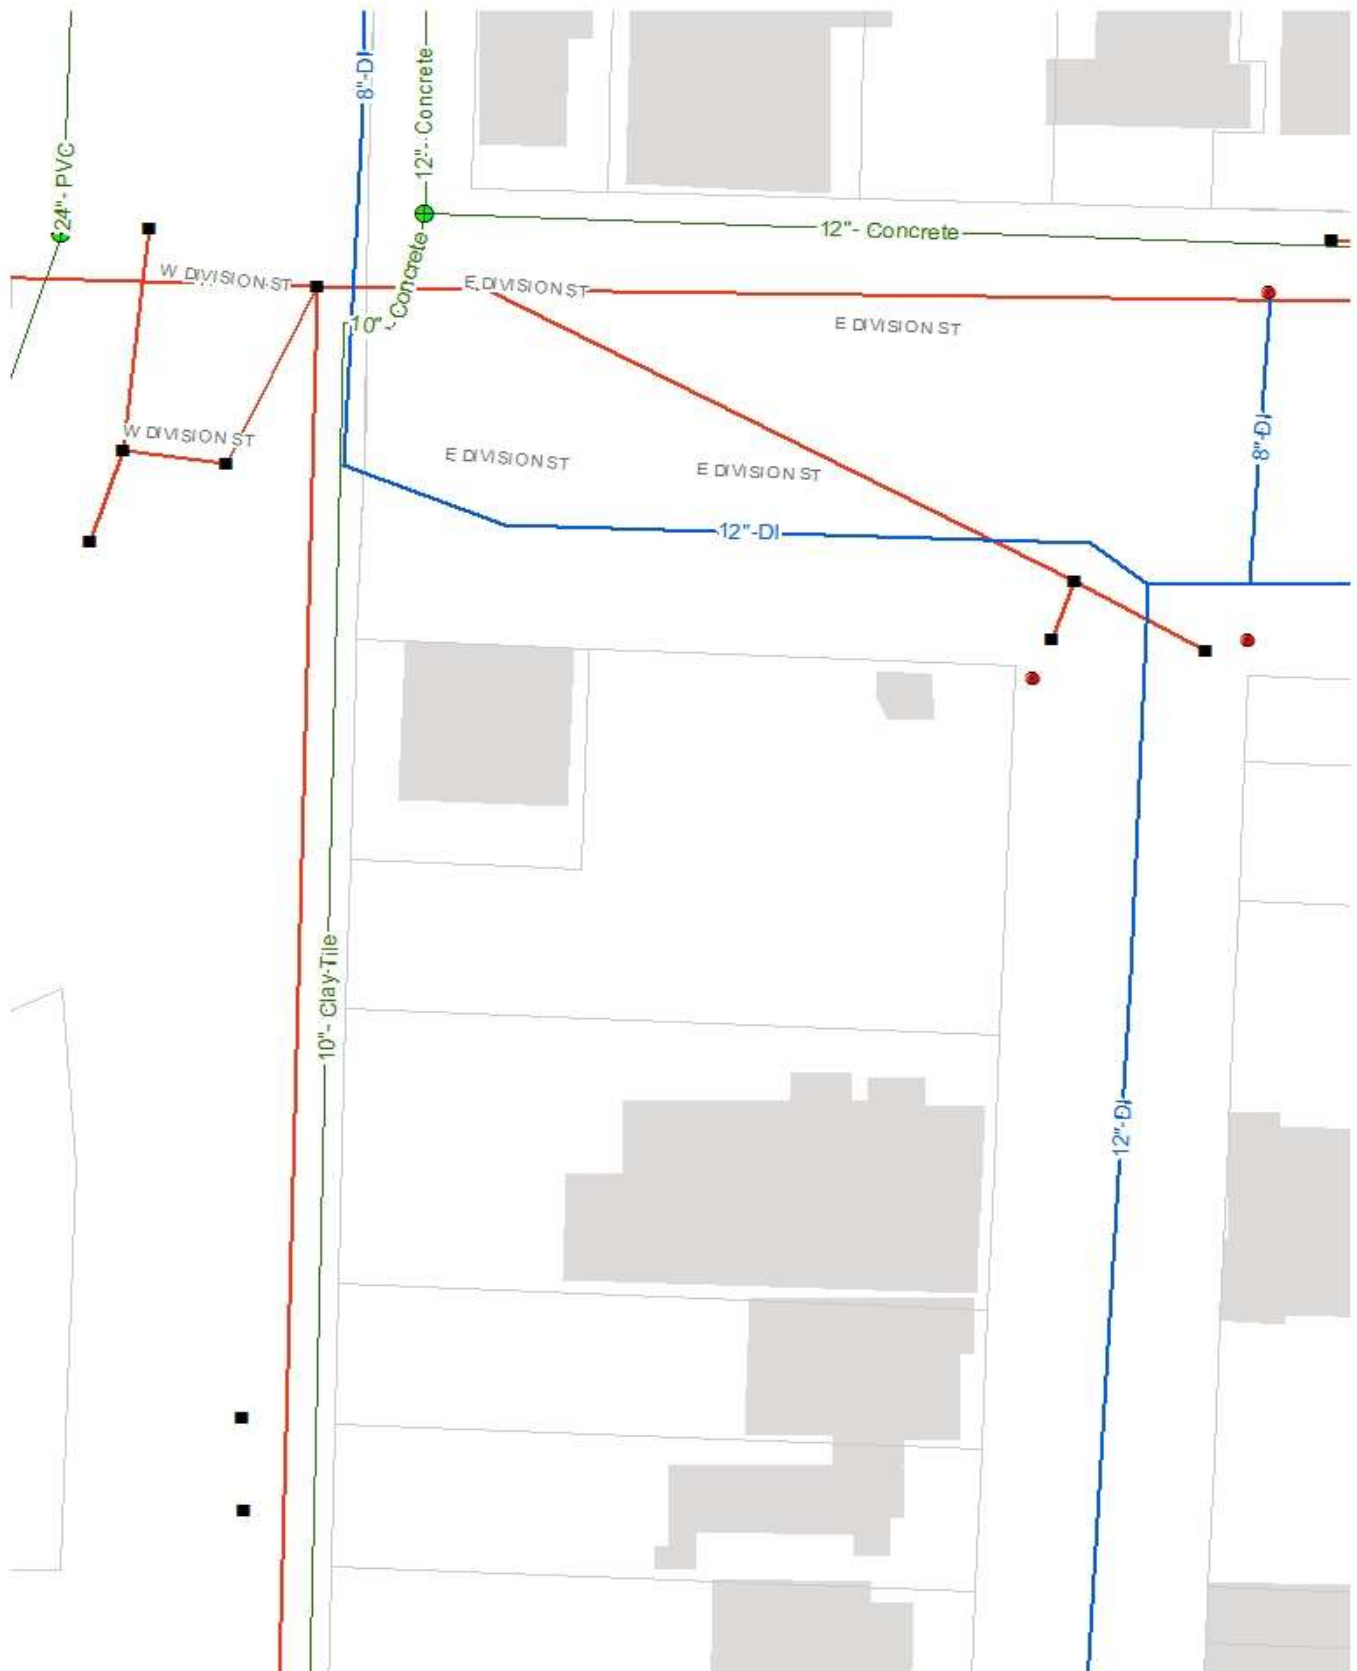 8"-DI
12"- Concrete
24"- PVC
12"- Concrete
10"- Concrete
W DIVISION ST
E DIVISION ST
E DIVISION ST
W DIVISION ST
8"-DI
E DIVISION ST
E DIVISION ST
12"-DI
10"- Clay-Tile
12"-DI